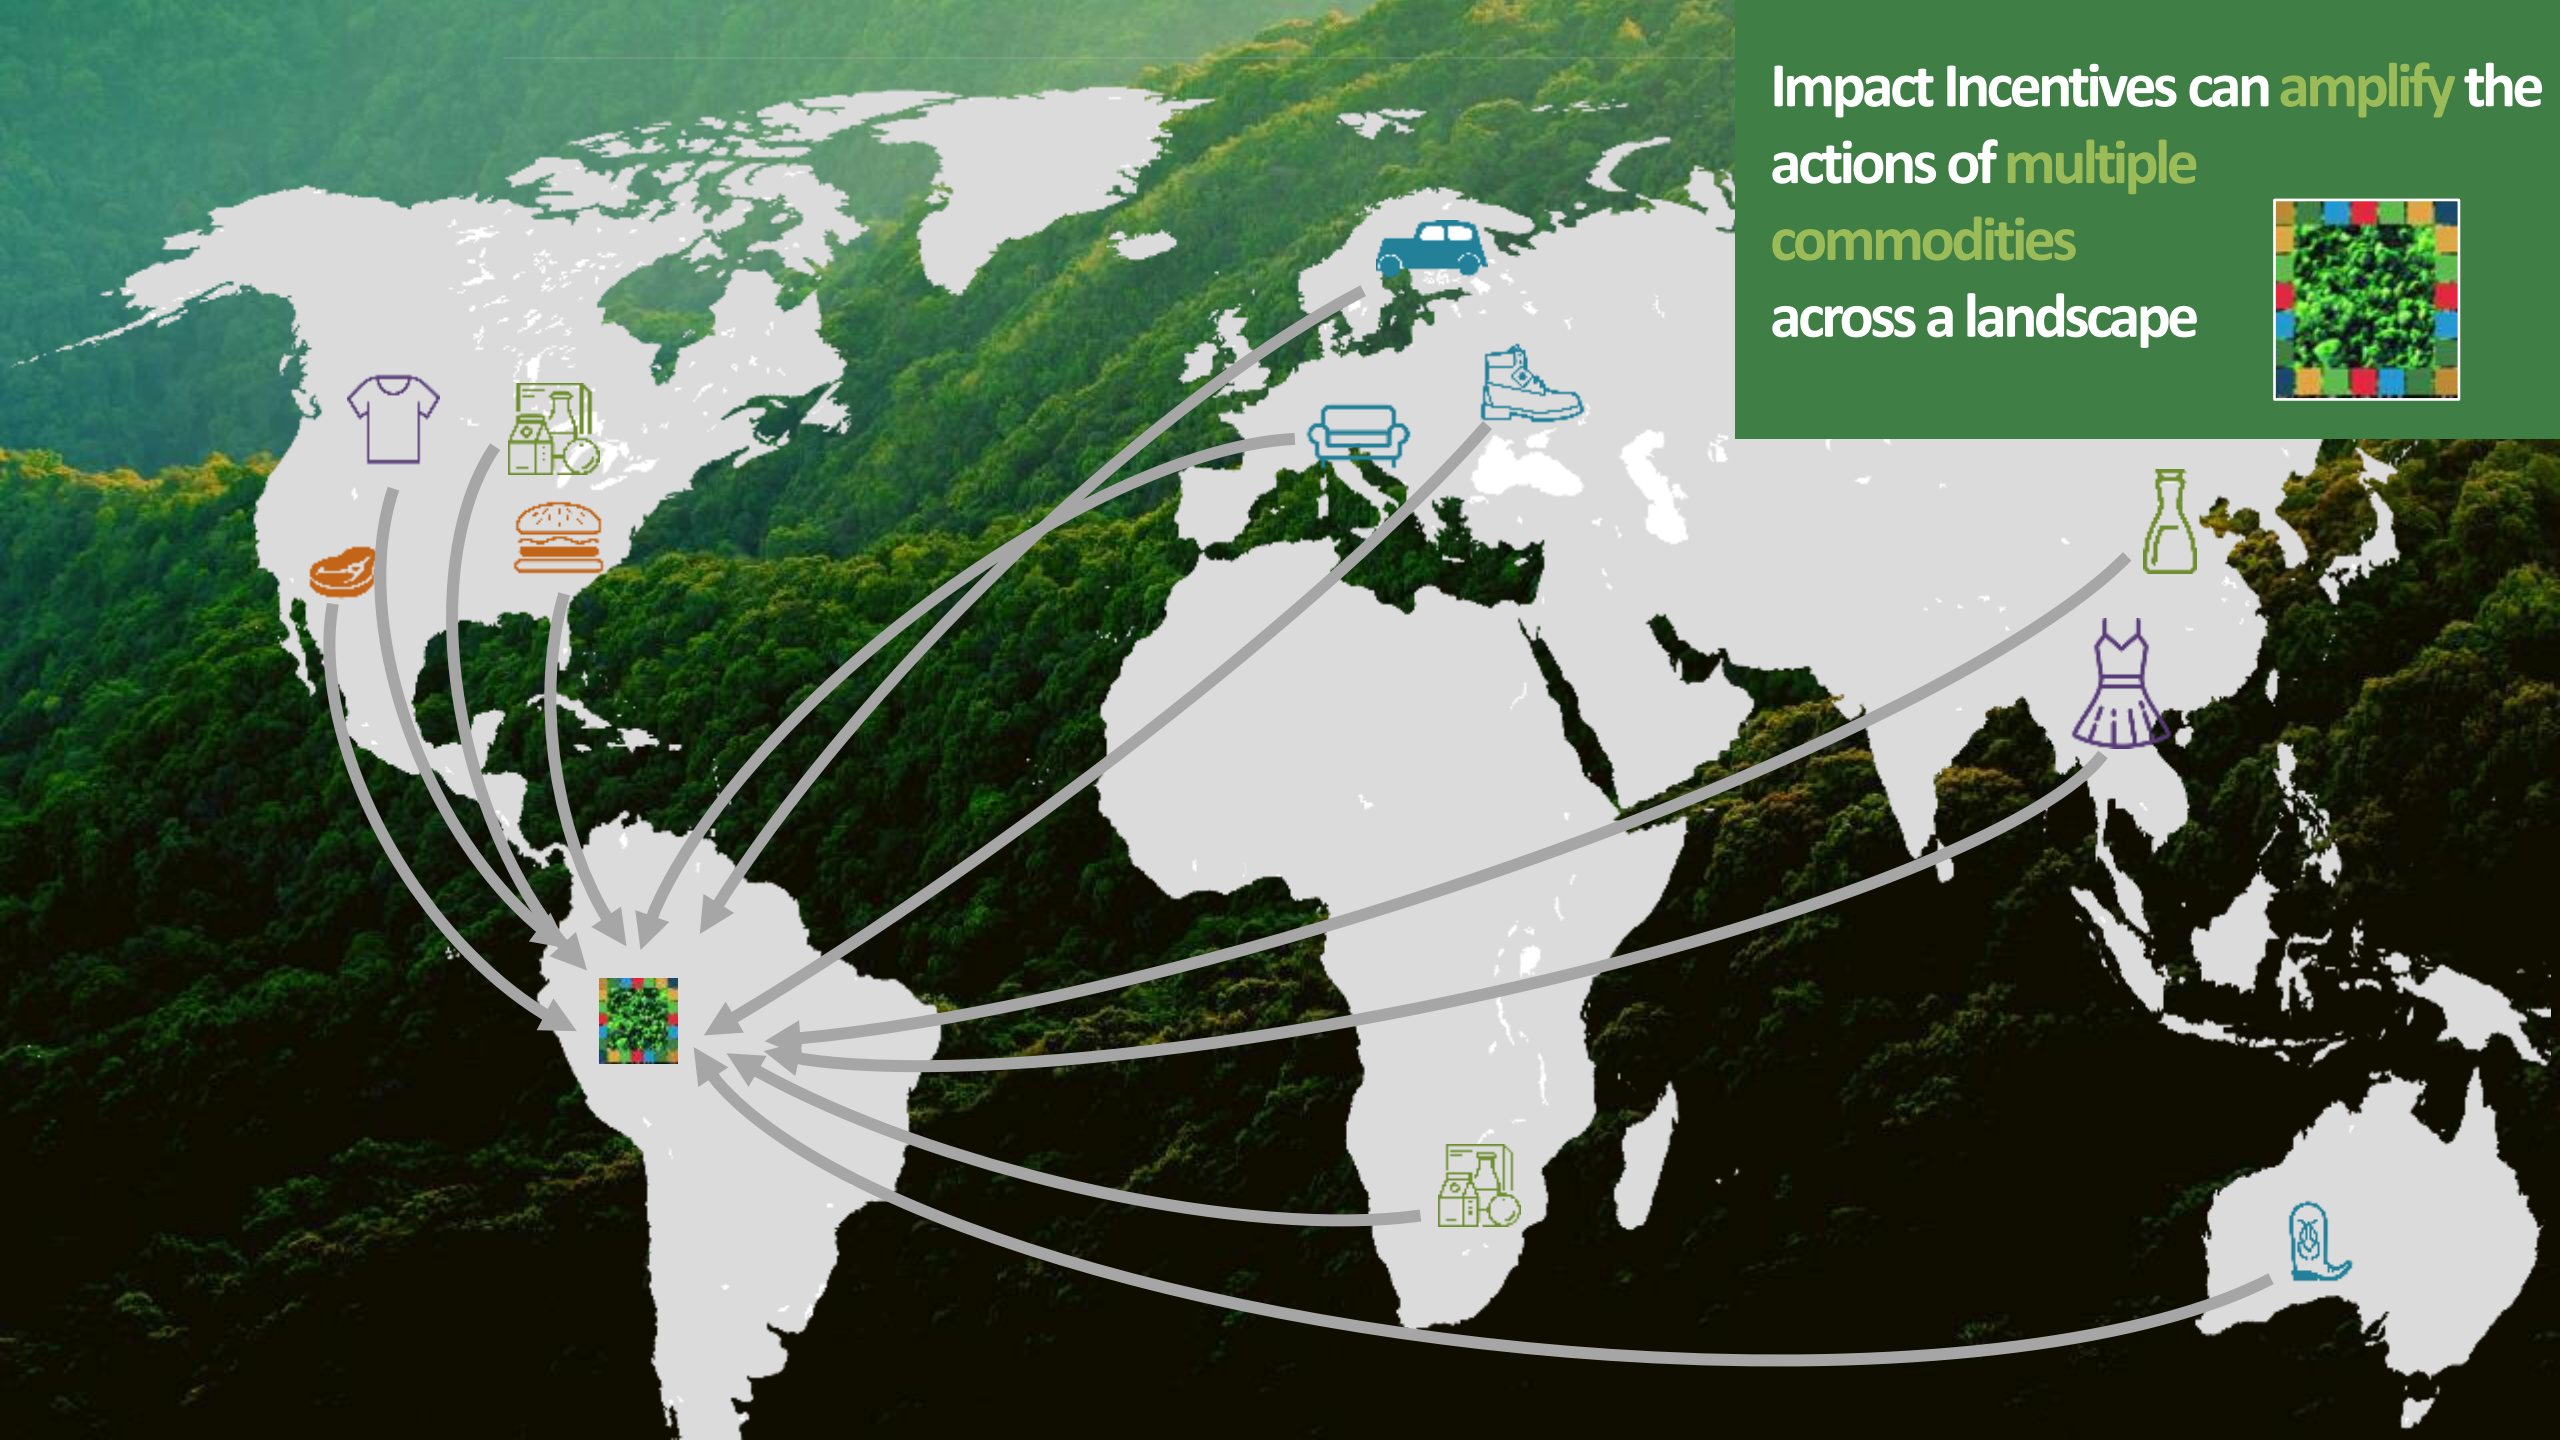 Impact Incentives can amplify the
actions of multiple
commodities
across a landscape